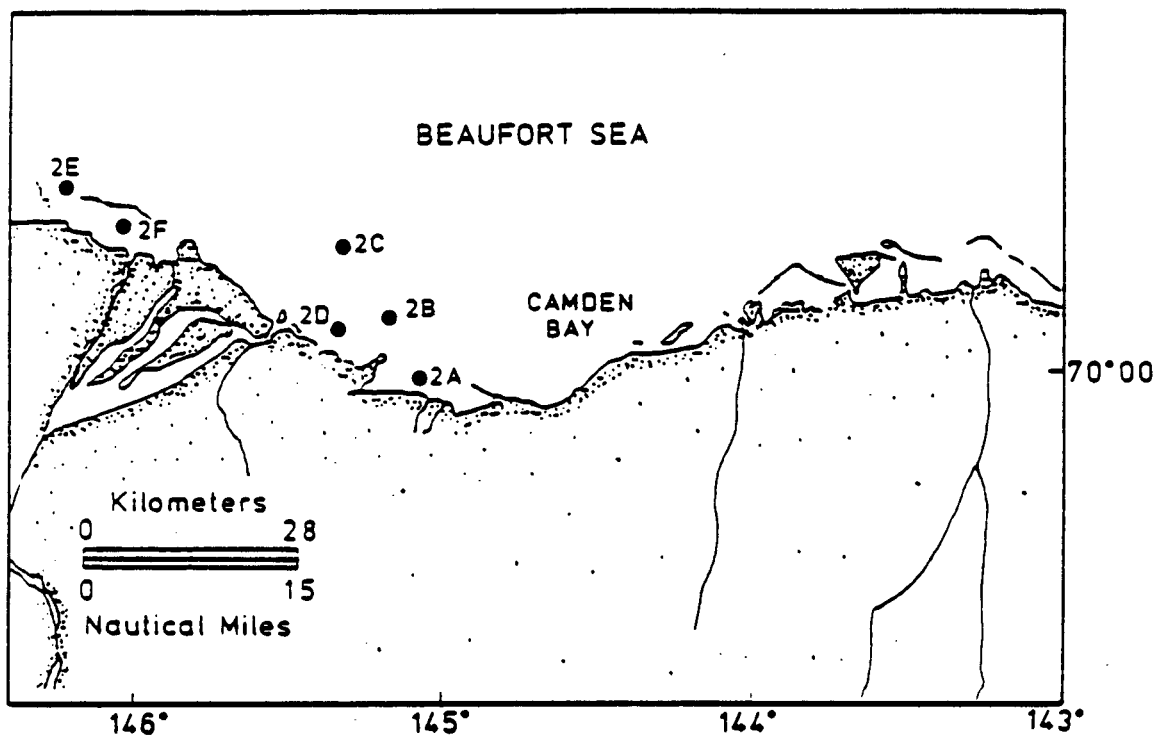 BEAUFORT SEA
2E
2F
2C
2D
2B
CAMDEN
BAY
2A
70°00
Kilometers
0 28
0 15
Nautical Miles
146° 145° 144° 143°